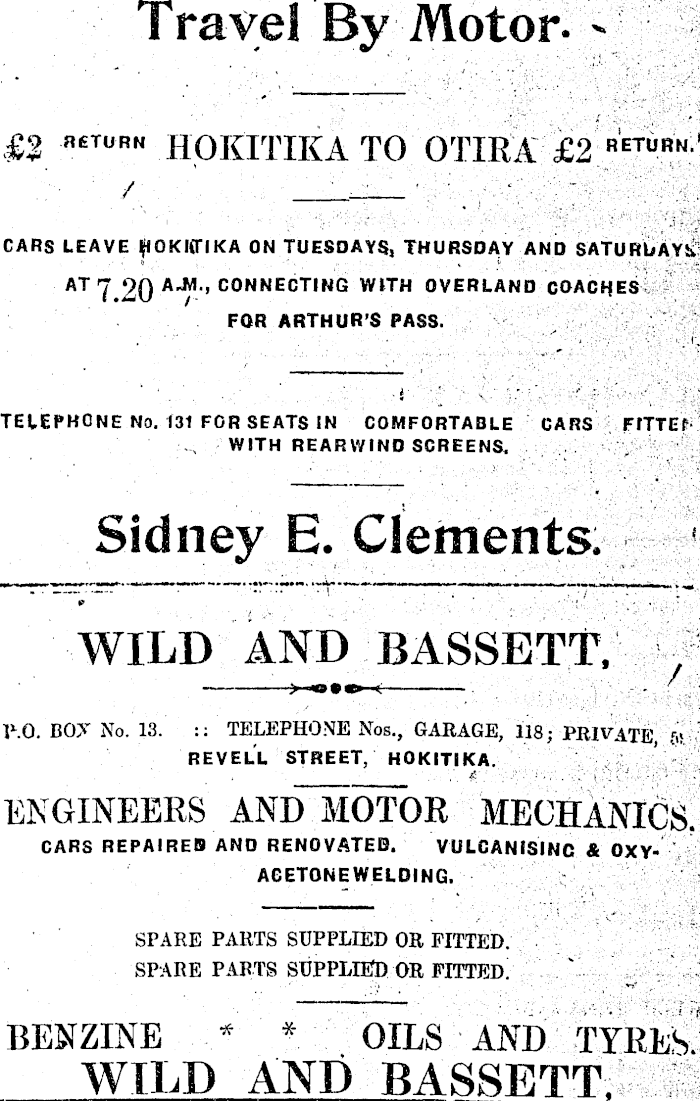 Travel By Motor.
£2 RETURN HOKITIKA TO OTIRA £2 RETURN.
CARS LEAVE HOKITIKA ON TUESDAYS, THURSDAY AND SATURDAYS
AT 7.20 A.M., CONNECTING WITH OVERLAND COACHES
FOR ARTHUR'S PASS.
TELEPHONE No. 131 FOR SEATS IN COMFORTABLE CARS FITTED
WITH REARWIND SCREENS.
Sidney E. Clements.
WILD AND BASSETT,
P.O. BOX No. 13. :: TELEPHONE Nos., GARAGE, 118; PRIVATE,
REVELL STREET, HOKITIKA.
ENGINEERS AND MOTOR MECHANICS.
CARS REPAIRED AND RENOVATED. VULCANISING & OXY-
ACETONEWELDING.
SPARE PARTS SUPPLIED OR FITTED.
SPARE PARTS SUPPLIED OR FITTED.
BENZINE * * OILS AND TYRES.
WILD AND BASSETT,